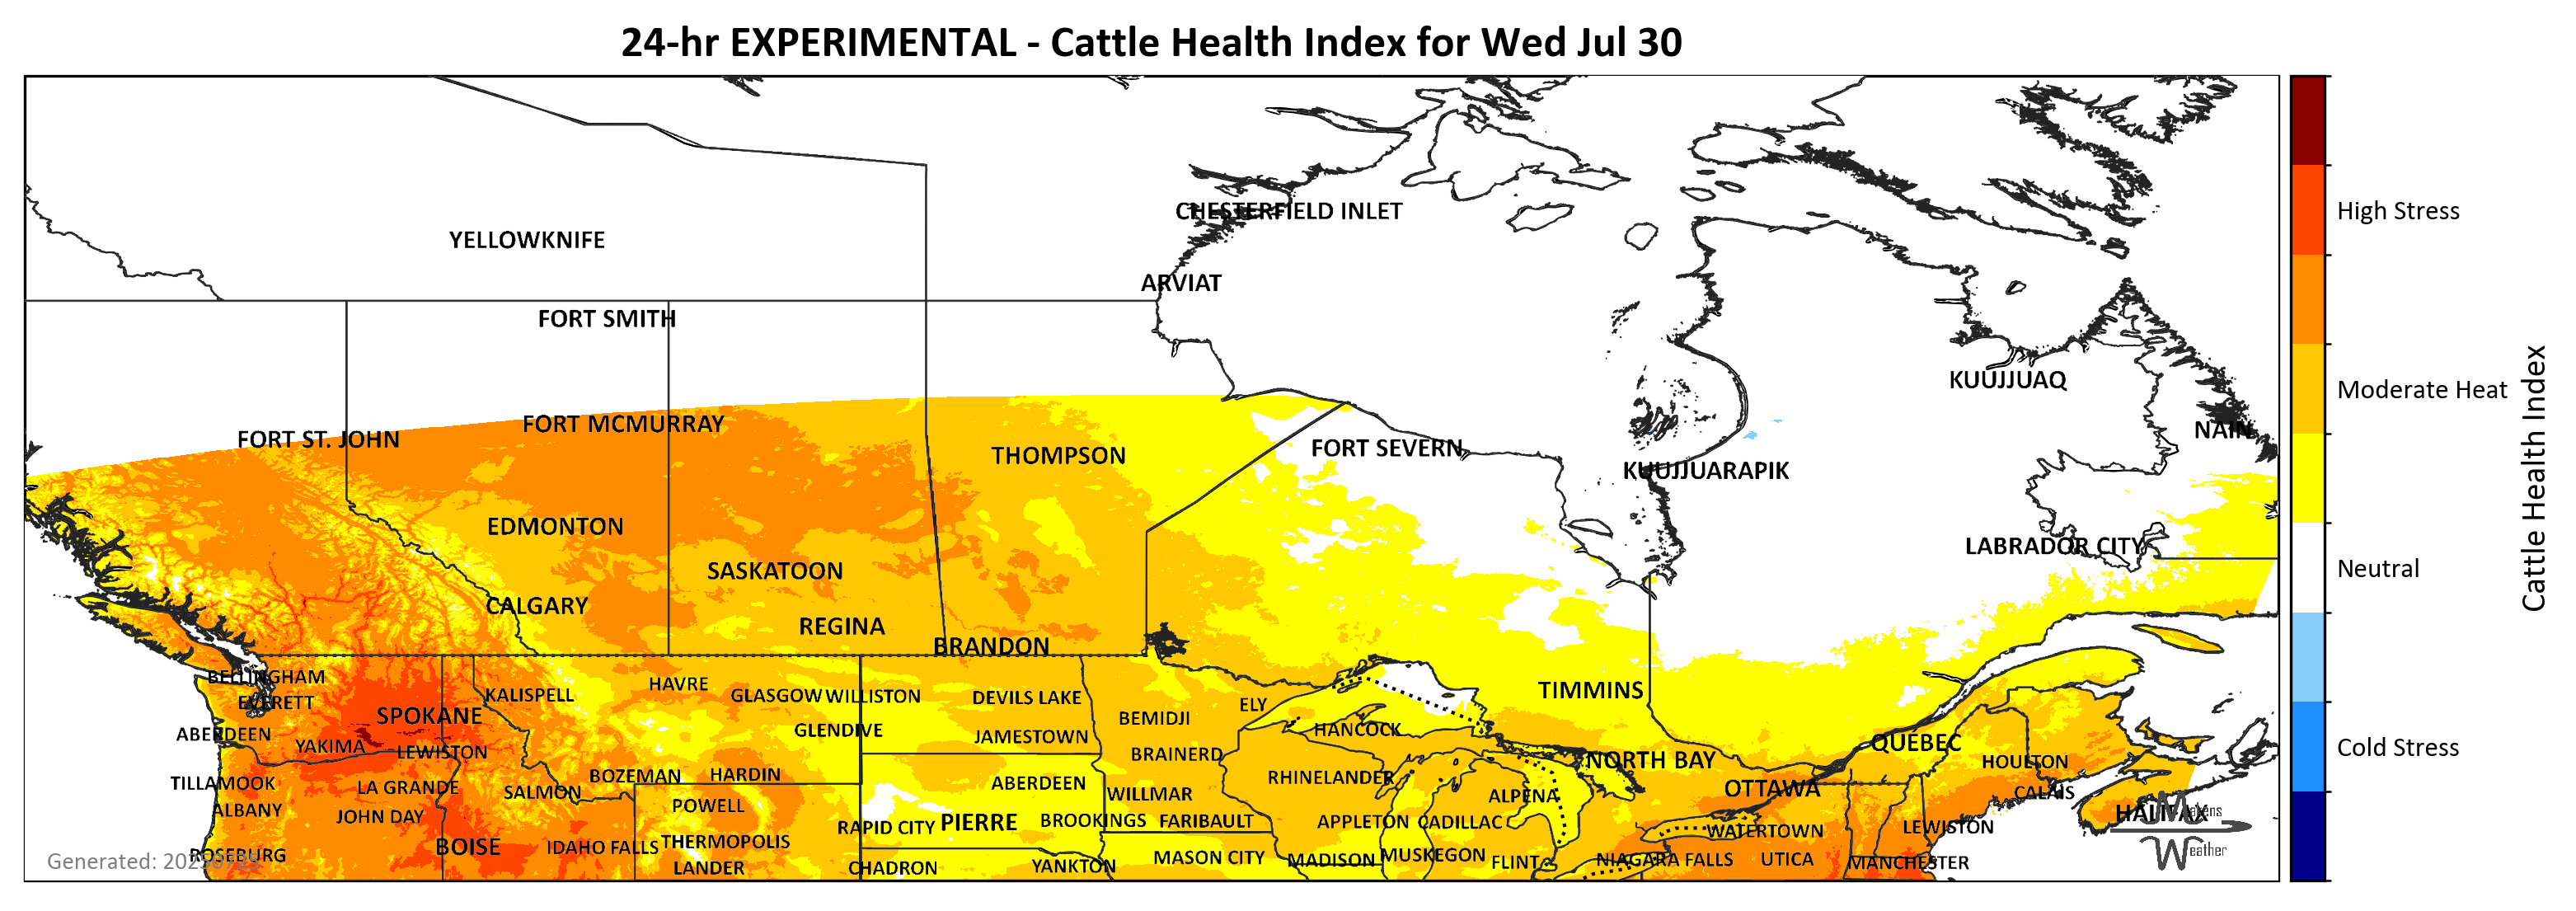 24-hr EXPERIMENTAL - Cattle Health Index for Wed Jul 30
CHESTERFIELD INLET
High Stress
YELLOWKNIFE
ARVIAT
FORT SMITH
KUUJJUAQ
Moderate Heat
FORT MCMURRAY
NAIN
FORT ST. JOHN
FORT SEVERN
THOMPSON
KUUJJUARAPIK
Cattle Health Index
EDMONTON
LABRADOR CITY
SASKATOON
Neutral
CALGARY
REGINA
BRANDON
BELLINGHAM
HAVRE
TIMMINS
KALISPELL
GLASGOW
WILLISTON
DEVILS LAKE
EVERETT
ELY
SPOKANE
BEMIDJI
GLENDIVE
HANCOCK
ABERDEEN
JAMESTOWN
QUEBEC
YAKIMA
LEWISTON
BRAINERD
Cold Stress
NORTH BAY
HOULTON
BOZEMAN
HARDIN
RHINELANDER
TILLAMOOK
LA GRANDE
ABERDEEN
OTTAWA
SALMON
WILLMAR
CALAIS
ALPENA
POWELL
ALBANY
HALIFAX
Makens
JOHN DAY
RAPID CITY
PIERRE
BROOKINGS
FARIBAULT
APPLETON
CADILLAC
WATERTOWN
LEWISTON
THERMOPOLIS
BOISE
IDAHO FALLS
Weather
ROSEBURG
MASON CITY
MADISON
MUSKEGON
FLINT
NIAGARA FALLS
UTICA
MANCHESTER
Generated:
LANDER
CHADRON
YANKTON